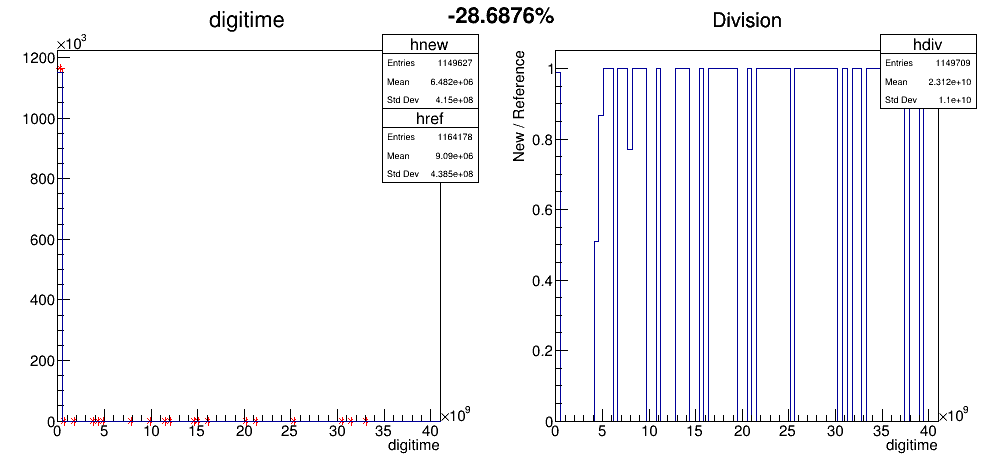 -28.6876%
digitime
×10³
1200
1000
800
600
400
200
0
0 5 10 15 20 25 30 35 40
×10⁹
digitime
hnew
Entries 1149627
Mean 6.482e+06
Std Dev 4.15e+08
href
Entries 1164178
Mean 9.09e+06
Std Dev 4.385e+08
Division
New / Reference
1
0.8
0.6
0.4
0.2
0
0 5 10 15 20 25 30 35 40
×10⁹
digitime
hdiv
Entries 1149709
Mean 2.312e+10
Std Dev 1.1e+10